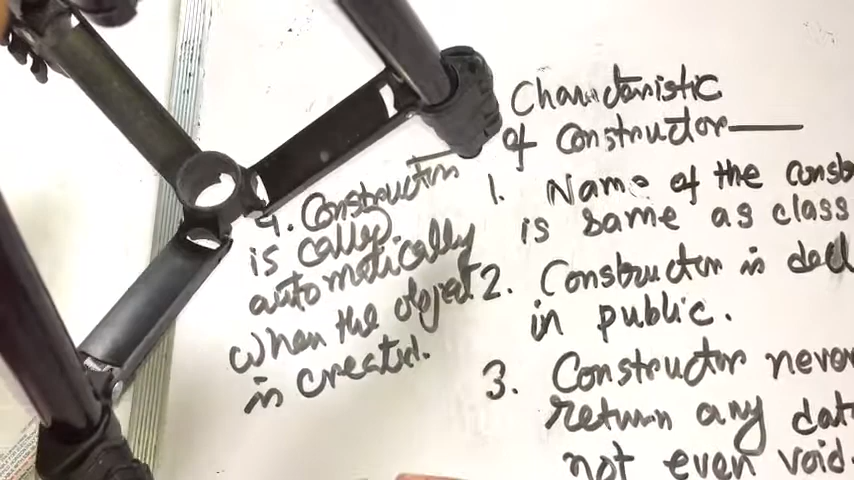 Characteristic
of Constructor
1. Name of the
is same as class
2. Constructor is
in public.
3. Constructor never
return any
not even void.
4. Constructor
is called
automatically
when the object
is created.